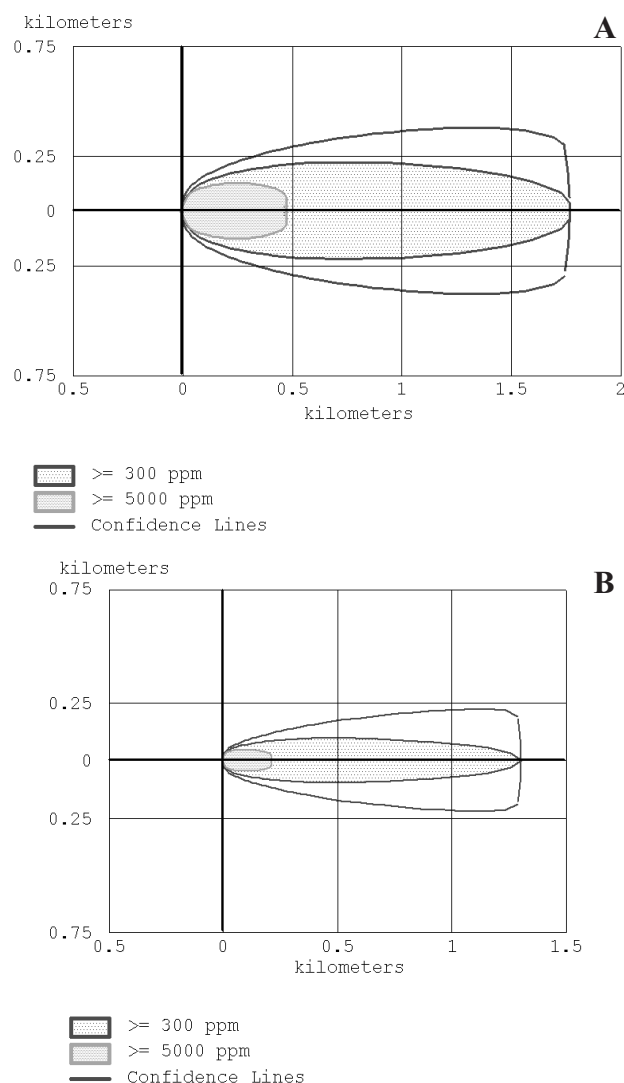 kilometers
A
0.75
0.25
0
0.25
0.75
0.5 0 0.5 1 1.5 2
kilometers
>= 300 ppm
>= 5000 ppm
Confidence Lines
kilometers
B
0.75
0.25
0
0.25
0.75
0.5 0 0.5 1 1.5
kilometers
>= 300 ppm
>= 5000 ppm
Confidence Lines